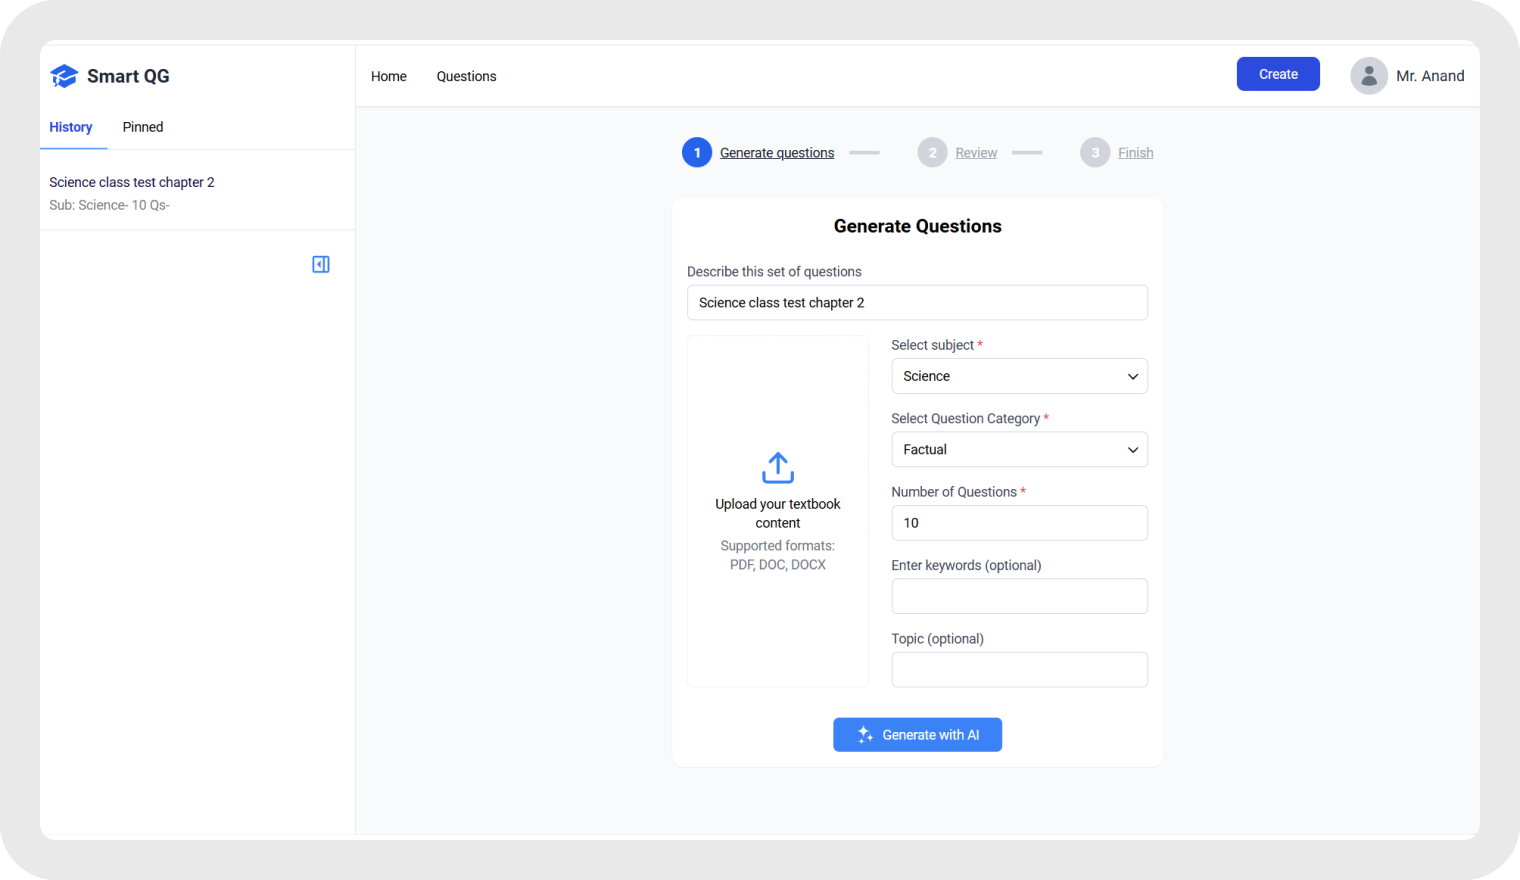 Smart QG
Home
Questions
Create
Mr. Anand
History
Pinned
Science class test chapter 2
Sub: Science- 10 Qs-
1
Generate questions
2
Review
3
Finish
Generate Questions
Describe this set of questions
Science class test chapter 2
Upload your textbook
content
Supported formats:
PDF, DOC, DOCX
Select subject *
Science
Select Question Category *
Factual
Number of Questions *
10
Enter keywords (optional)
Topic (optional)
Generate with AI